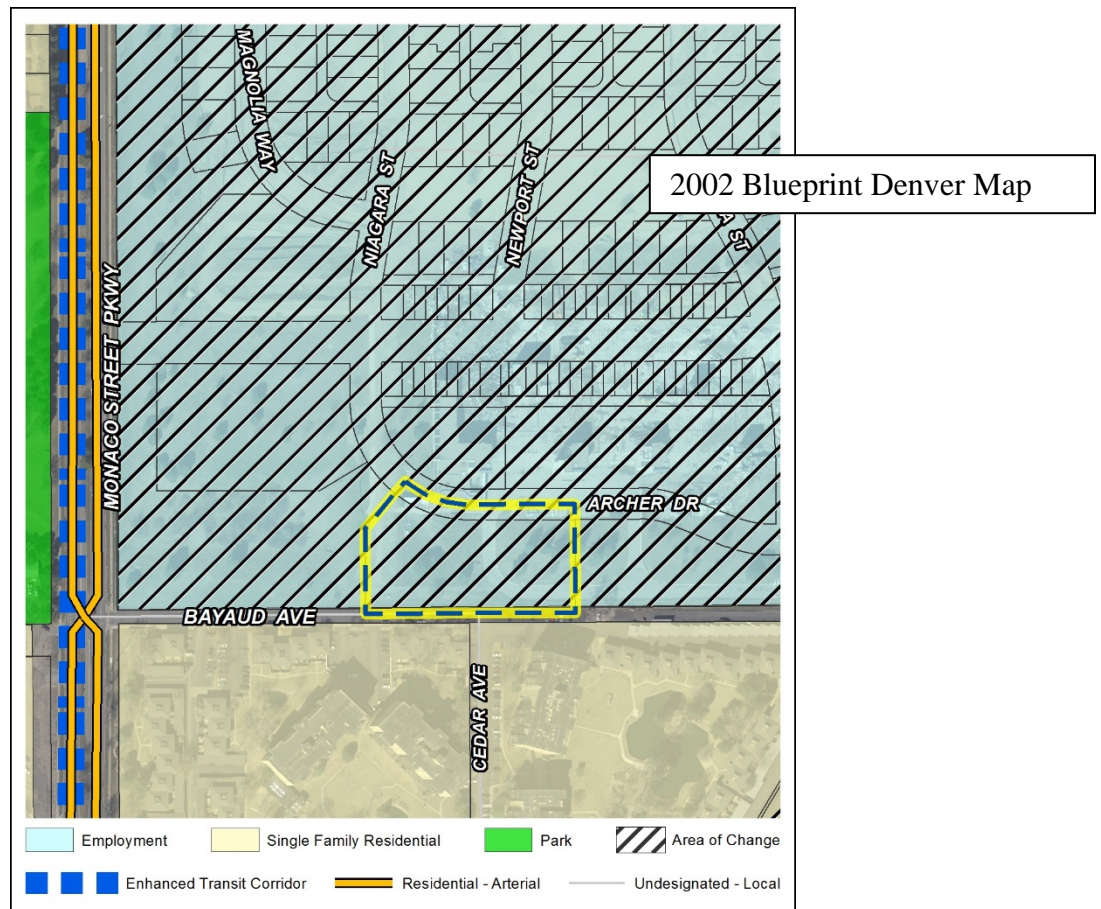 MAGNOLIA WAY
NIAGARA ST
NEWPORT ST
2002 Blueprint Denver Map
A ST
MONACO STREET PKWY
ARCHER DR
BAYAUD AVE
CEDAR AVE
Employment
Single Family Residential
Park
Area of Change
Enhanced Transit Corridor
Residential - Arterial
Undesignated - Local